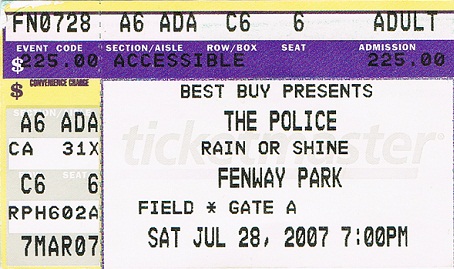 FN0728 A6 ADA C6 6 ADULT
EVENT CODE SECTION/AISLE ROW/BOX SEAT ADMISSION
$ 225.00 ACCESSIBLE 225.00
$ CONVENIENCE CHARGE
BEST BUY PRESENTS
A6 ADA
THE POLICE
ticketmaster
CA 31X
RAIN OR SHINE
C6 6
FENWAY PARK
RPH602A
FIELD * GATE A
7MAR07
SAT JUL 28, 2007 7:00PM